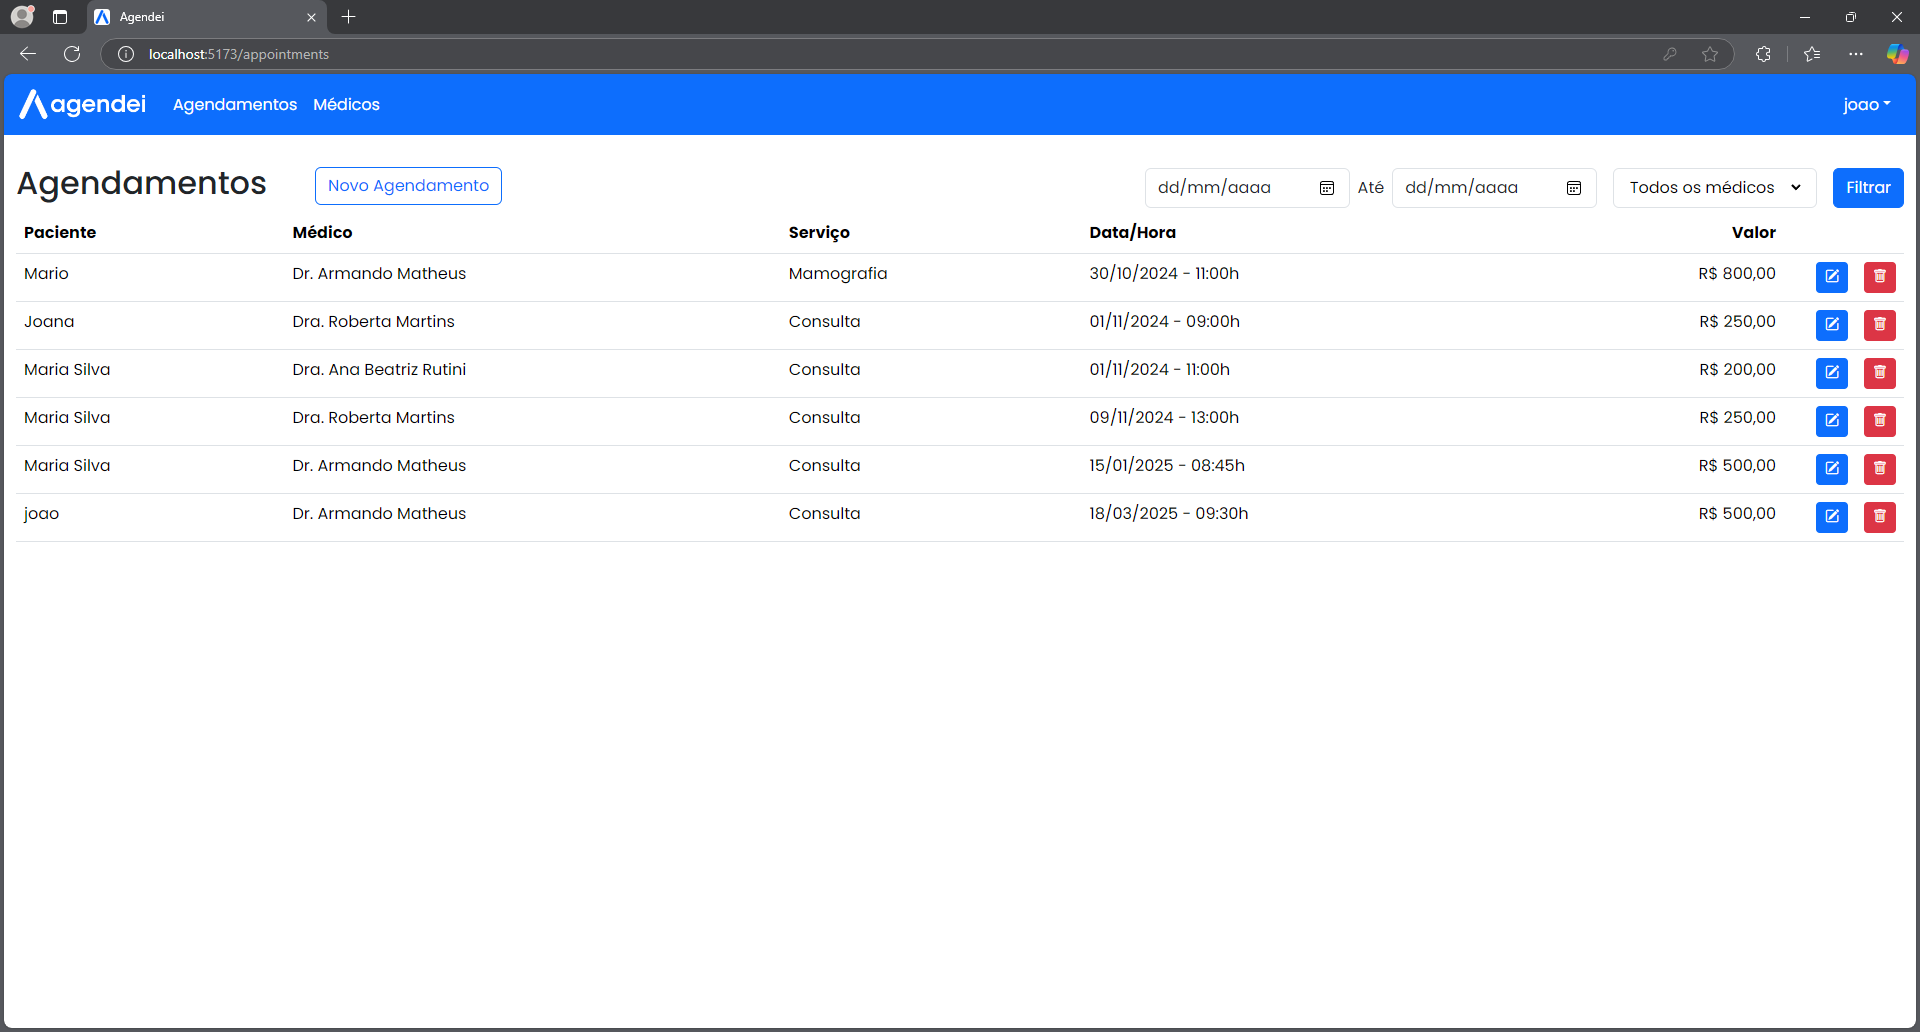 Agendei
localhost:5173/appointments
agendei Agendamentos Médicos joao
Agendamentos Novo Agendamento dd/mm/aaaa Até dd/mm/aaaa Todos os médicos Filtrar
Paciente Médico Serviço Data/Hora Valor
Mario Dr. Armando Matheus Mamografia 30/10/2024 - 11:00h R$ 800,00
Joana Dra. Roberta Martins Consulta 01/11/2024 - 09:00h R$ 250,00
Maria Silva Dra. Ana Beatriz Rutini Consulta 01/11/2024 - 11:00h R$ 200,00
Maria Silva Dra. Roberta Martins Consulta 09/11/2024 - 13:00h R$ 250,00
Maria Silva Dr. Armando Matheus Consulta 15/01/2025 - 08:45h R$ 500,00
joao Dr. Armando Matheus Consulta 18/03/2025 - 09:30h R$ 500,00